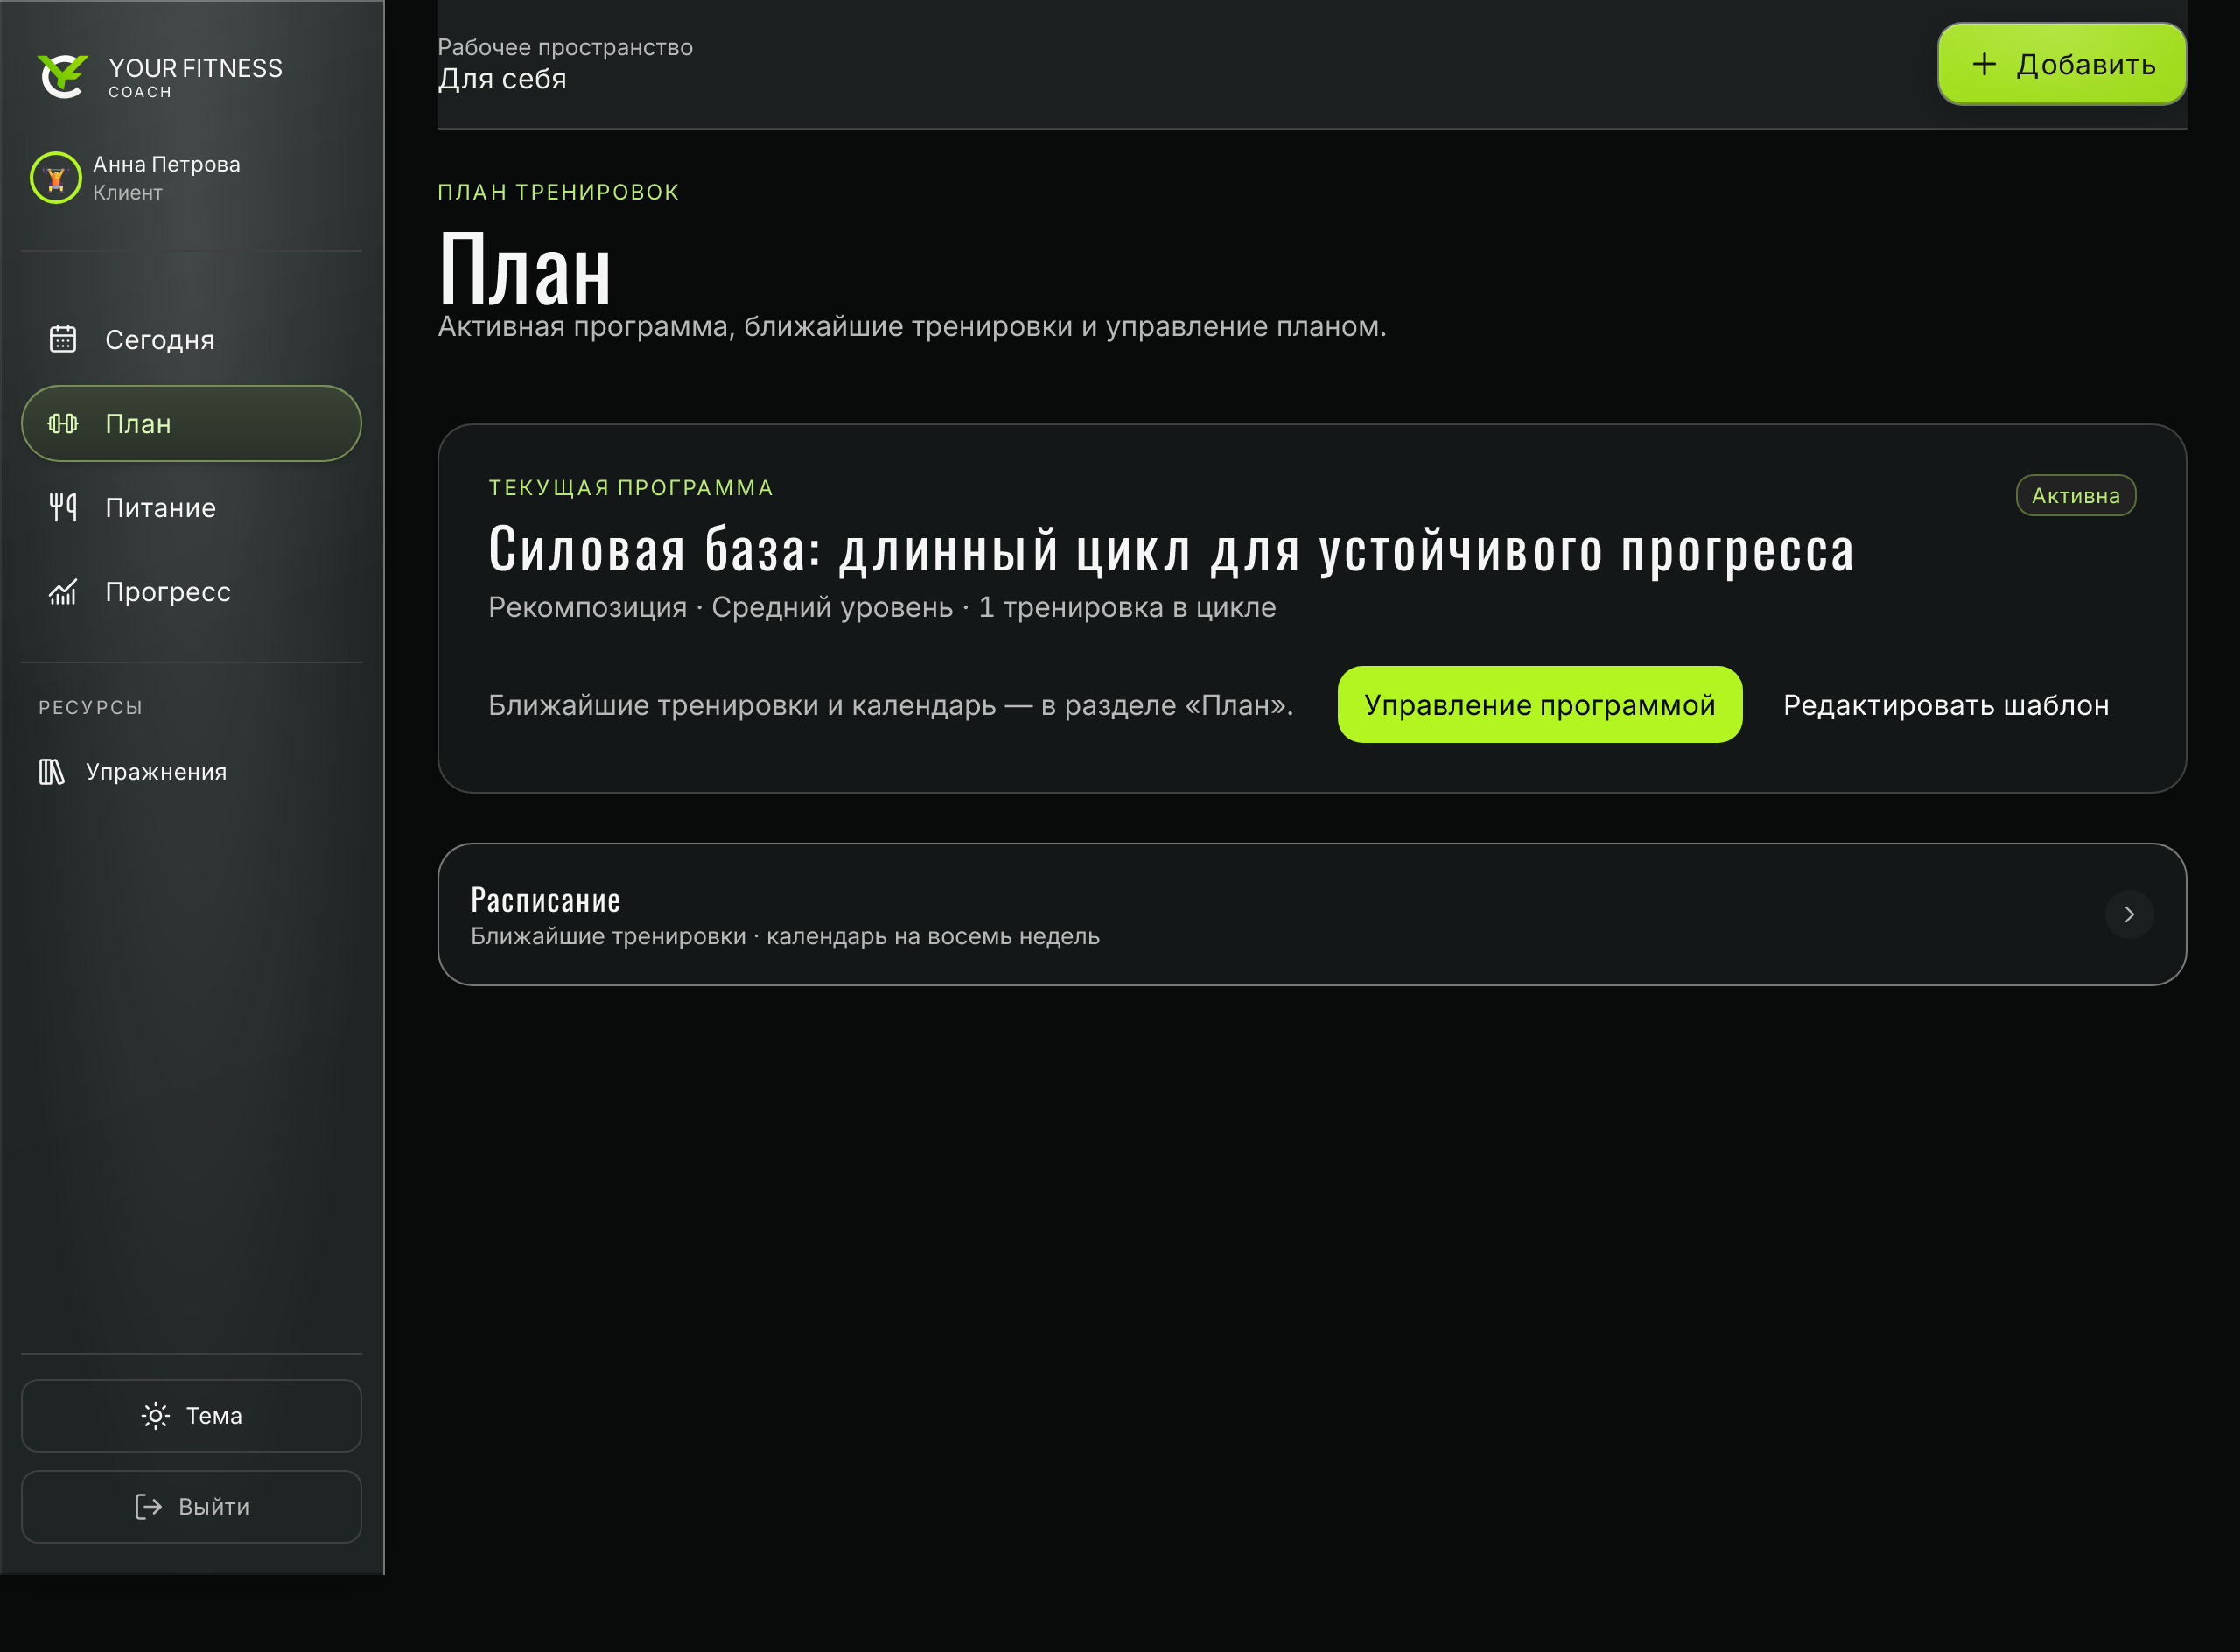 YOUR FITNESS
COACH
Анна Петрова
Клиент
Сегодня
План
Питание
Прогресс
РЕСУРСЫ
Упражнения
Тема
Выйти
Рабочее пространство
Для себя
Добавить
ПЛАН ТРЕНИРОВОК
План
Активная программа, ближайшие тренировки и управление планом.
ТЕКУЩАЯ ПРОГРАММА
Активна
Силовая база: длинный цикл для устойчивого прогресса
Рекомпозиция · Средний уровень · 1 тренировка в цикле
Ближайшие тренировки и календарь — в разделе «План».
Управление программой
Редактировать шаблон
Расписание
Ближайшие тренировки · календарь на восемь недель